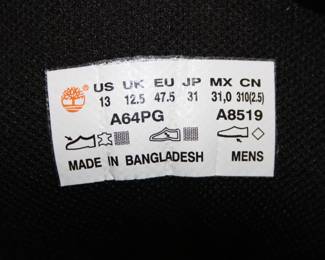 US UK EU JP MX CN
13 12.5 47.5 31 31,0 310(2.5)
A64PG A8519
MADE IN BANGLADESH MENS